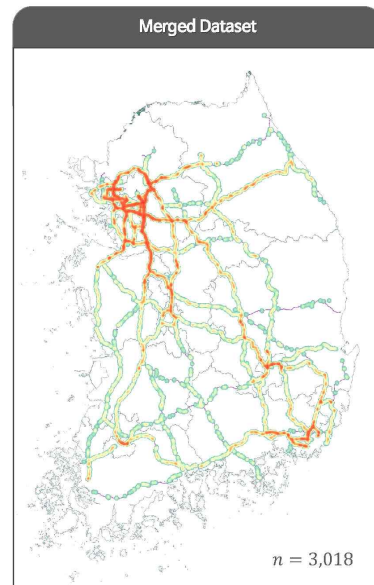 Merged Dataset
n = 3,018